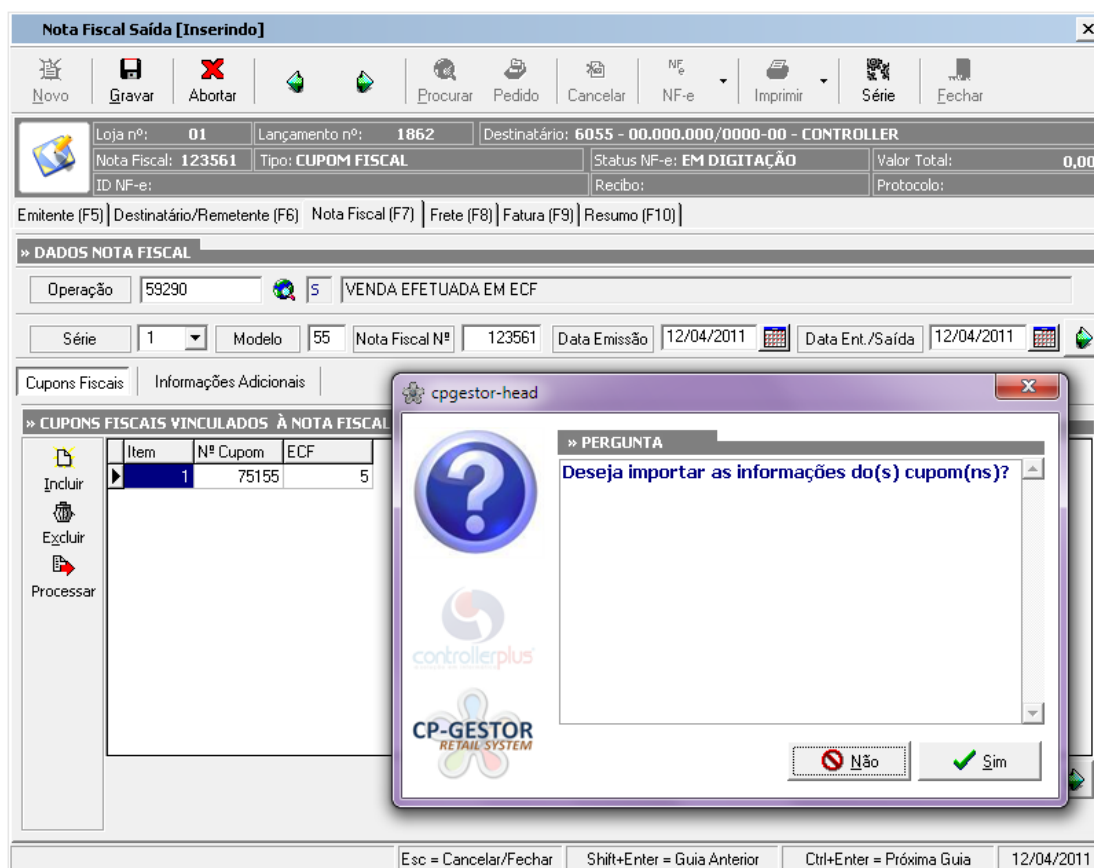 Nota Fiscal Saída [Inserindo]
Novo Gravar Abortar Procurar Pedido Cancelar NF-e Imprimir Série Fechar
NFe
Loja nº: 01 Lançamento nº: 1862 Destinatário: 6055 - 00.000.000/0000-00 - CONTROLLER
Nota Fiscal: 123561 Tipo: CUPOM FISCAL Status NF-e: EM DIGITAÇÃO Valor Total: 0,00
ID NF-e: Recibo: Protocolo:
Emitente (F5) Destinatário/Remetente (F6) Nota Fiscal (F7) Frete (F8) Fatura (F9) Resumo (F10)
» DADOS NOTA FISCAL
Operação 59290 S VENDA EFETUADA EM ECF
Série 1 Modelo 55 Nota Fiscal Nº 123561 Data Emissão 12/04/2011 Data Ent./Saída 12/04/2011
Cupons Fiscais Informações Adicionais
» CUPONS FISCAIS VINCULADOS À NOTA FISCAL
Item Nº Cupom ECF
1 75155 5
Incluir
Excluir
Processar
cpgestor-head
» PERGUNTA
Deseja importar as informações do(s) cupom(ns)?
controllerplus
CP-GESTOR
RETAIL SYSTEM
Não Sim
Esc = Cancelar/Fechar Shift+Enter = Guia Anterior Ctrl+Enter = Próxima Guia 12/04/2011